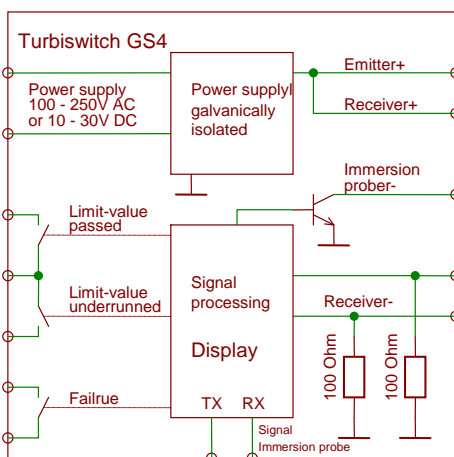 Turbiswitch GS4
Power supply
100 - 250V AC
or 10 - 30V DC
Power supplyl
galvanically
isolated
Emitter+
Receiver+
Immersion
prober-
Limit-value
passed
Limit-value
underrunned
Signal
processing
Display
Receiver-
100 Ohm
100 Ohm
Failrue
TX RX
Signal
Immersion probe